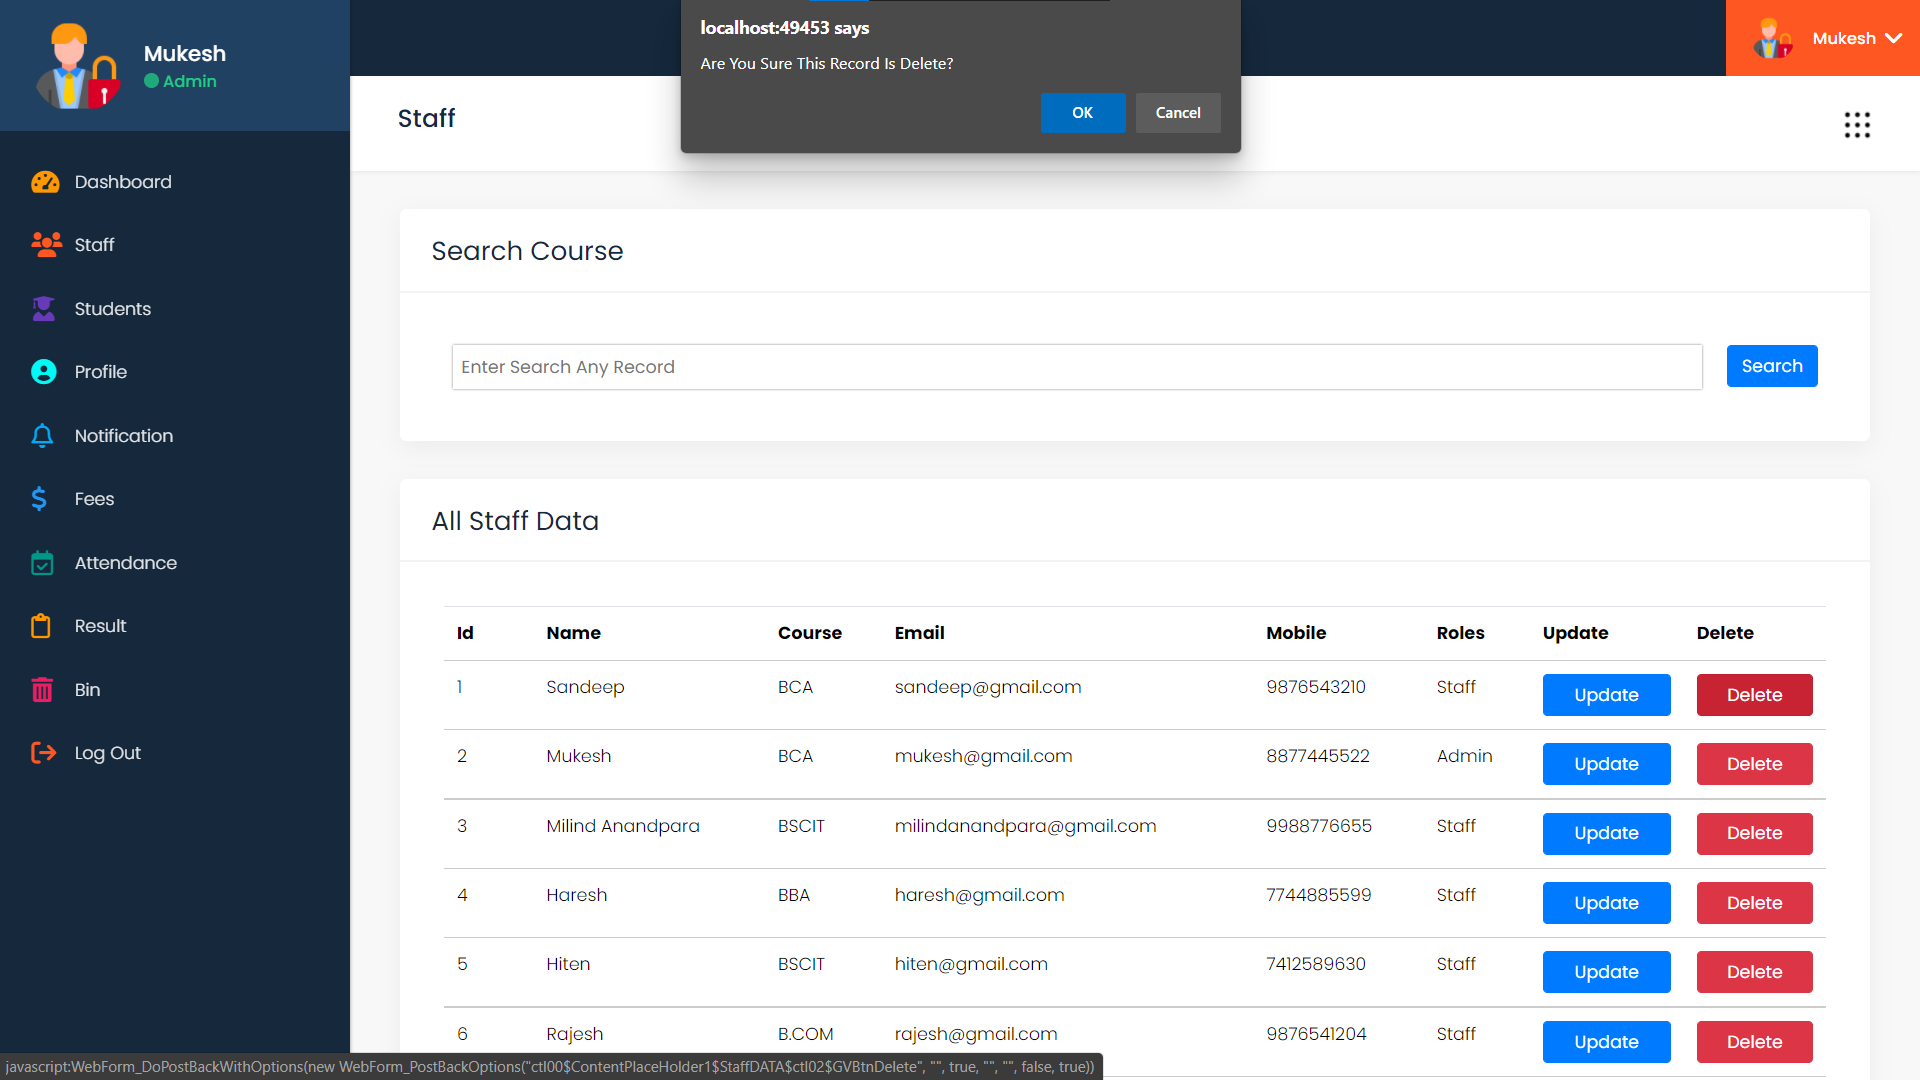 Mukesh
Admin
Dashboard
Staff
Students
Profile
Notification
Fees
Attendance
Result
Bin
Log Out
localhost:49453 says
Are You Sure This Record Is Delete?
OK Cancel
Mukesh
Staff
Search Course
Enter Search Any Record Search
All Staff Data
Id Name Course Email Mobile Roles Update Delete
1 Sandeep BCA sandeep@gmail.com 9876543210 Staff Update Delete
2 Mukesh BCA mukesh@gmail.com 8877445522 Admin Update Delete
3 Milind Anandpara BSCIT milindanandpara@gmail.com 9988776655 Staff Update Delete
4 Haresh BBA haresh@gmail.com 7744885599 Staff Update Delete
5 Hiten BSCIT hiten@gmail.com 7412589630 Staff Update Delete
6 Rajesh B.COM rajesh@gmail.com 9876541204 Staff Update Delete
javascript:WebForm_DoPostBackWithOptions(new WebForm_PostBackOptions("ctl00$ContentPlaceHolder1$StaffDATA$ctl02$GVBtnDelete", "", true, "", "", false, true))